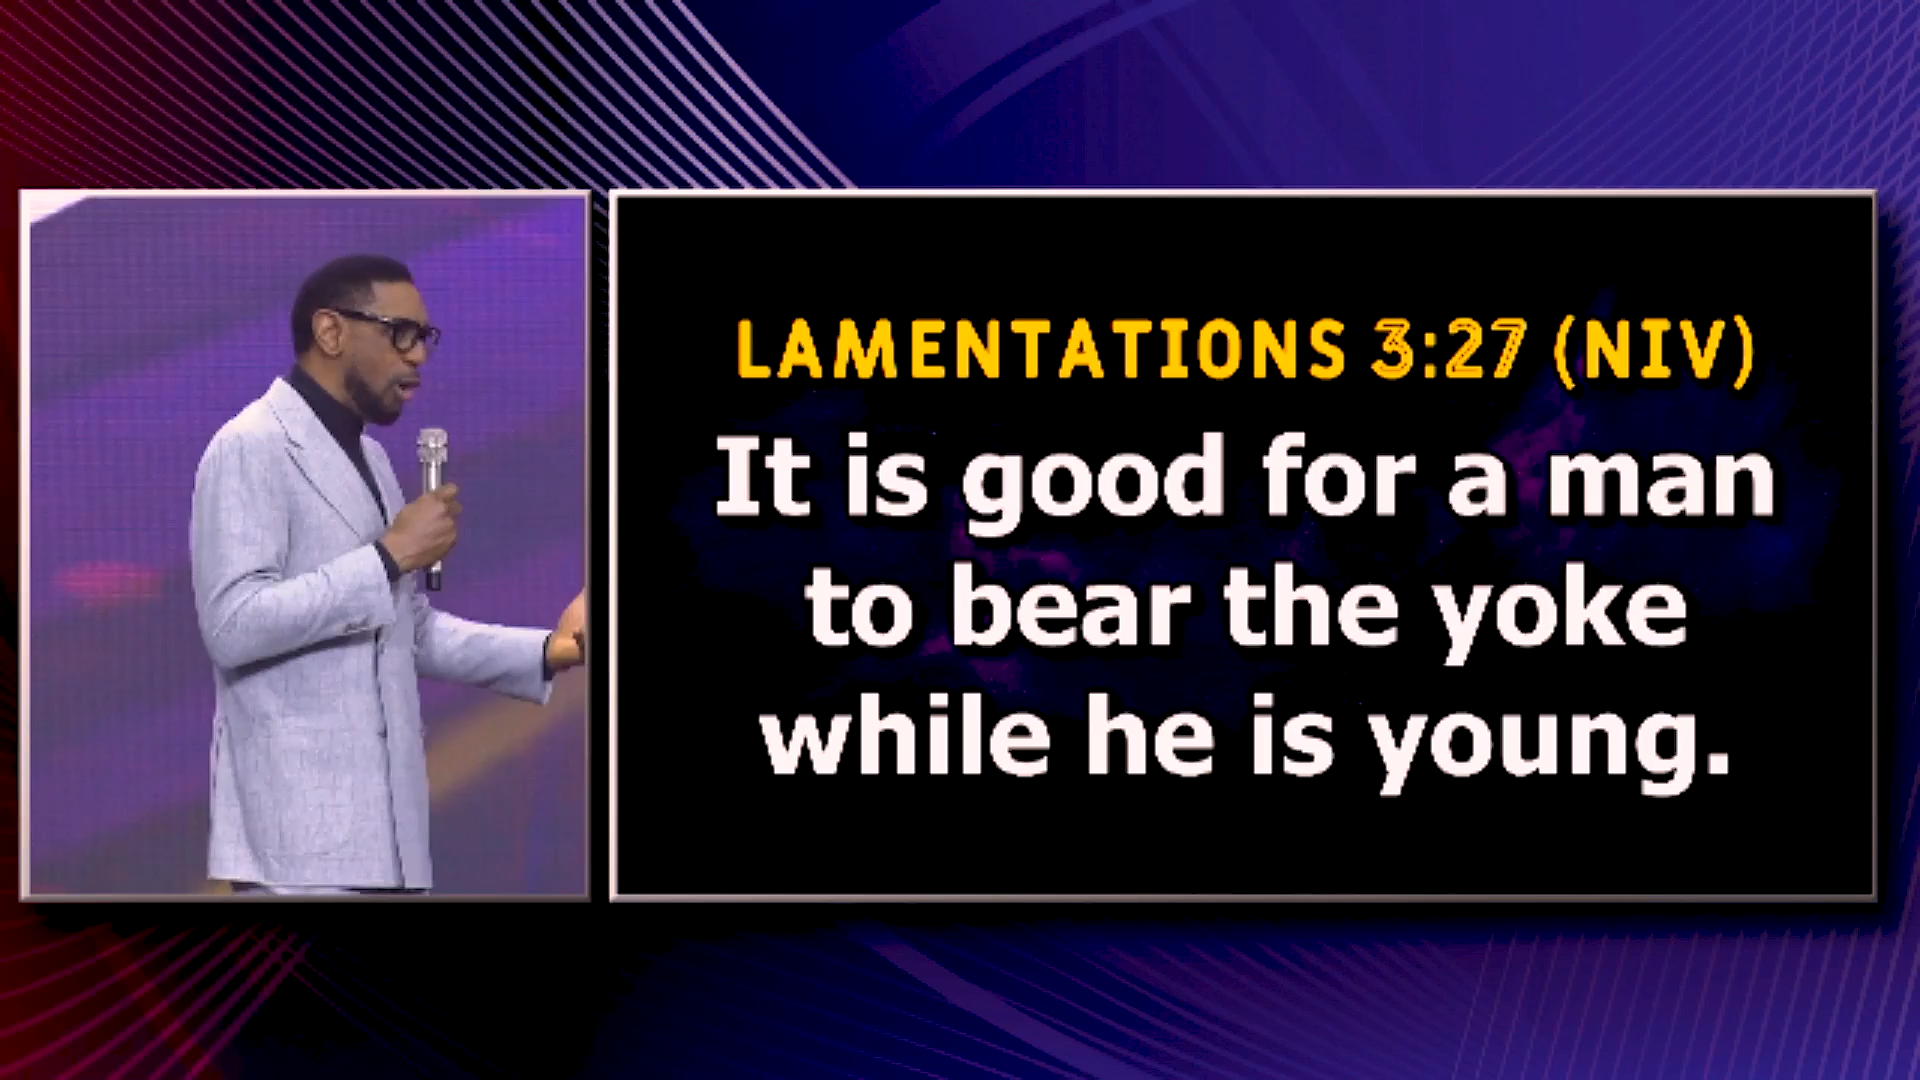 LAMENTATIONS 3:27 (NIV)
It is good for a man
to bear the yoke
while he is young.